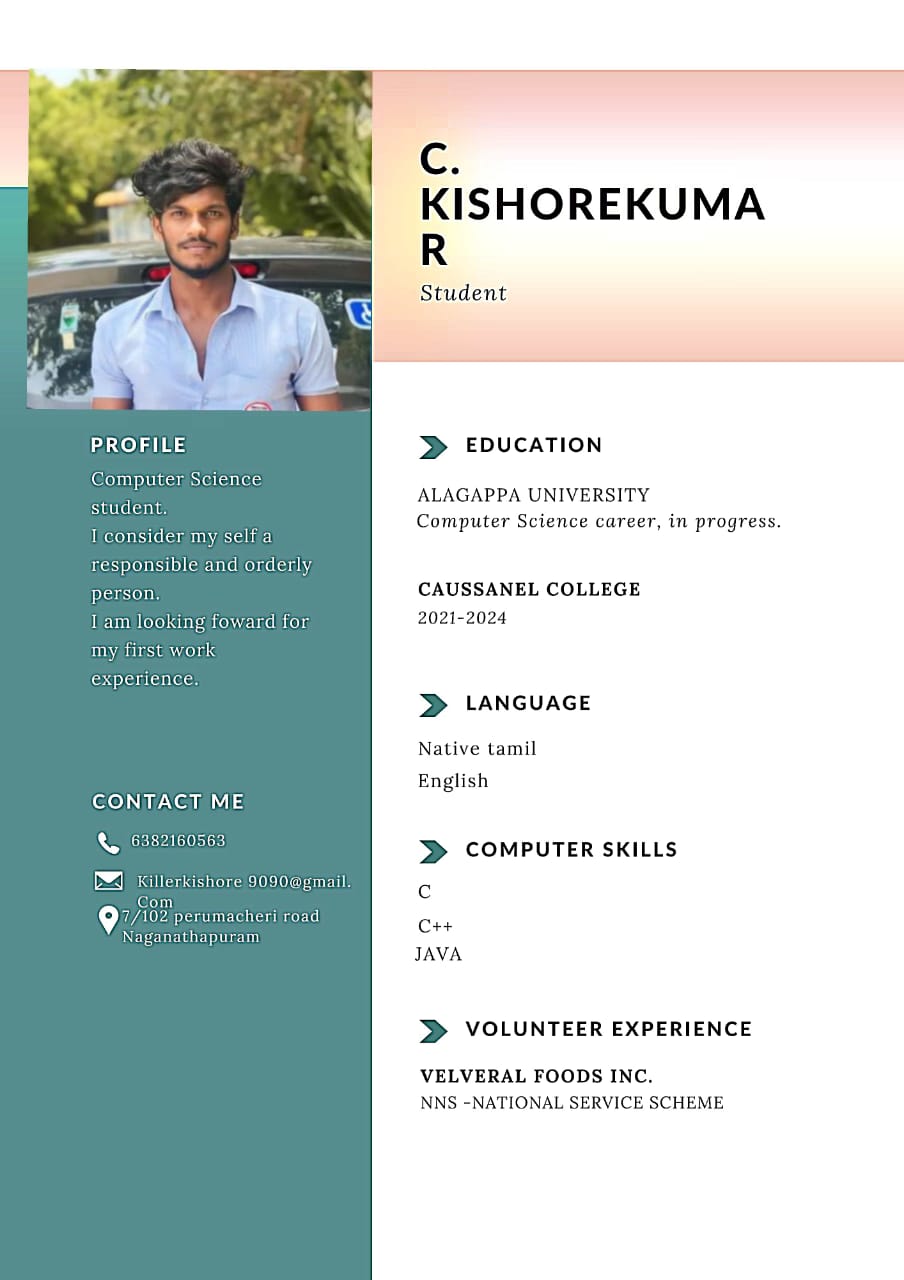 C.
KISHOREKUMA
R
Student
PROFILE
Computer Science
student.
I consider my self a
responsible and orderly
person.
I am looking foward for
my first work
experience.
CONTACT ME
6382160563
Killerkishore 9090@gmail.
Com
7/102 perumacheri road
Naganathapuram
EDUCATION
ALAGAPPA UNIVERSITY
Computer Science career, in progress.
CAUSSANEL COLLEGE
2021-2024
LANGUAGE
Native tamil
English
COMPUTER SKILLS
C
C++
JAVA
VOLUNTEER EXPERIENCE
VELVERAL FOODS INC.
NNS -NATIONAL SERVICE SCHEME